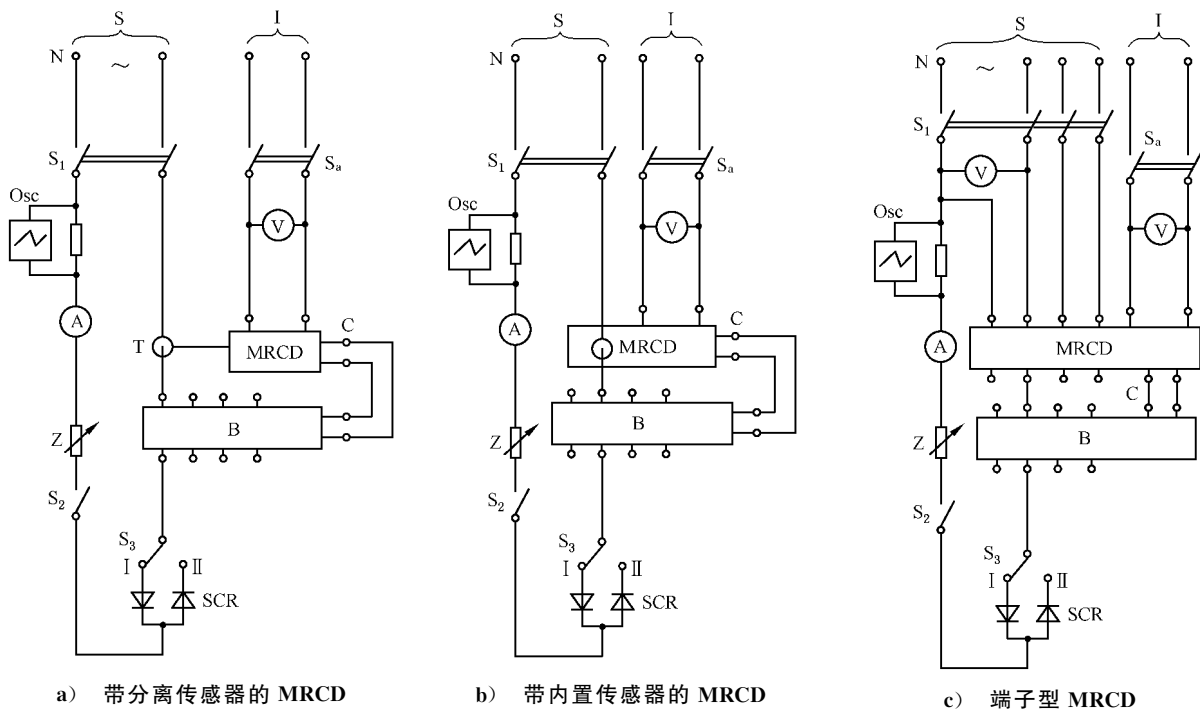 S
I
N
~
S₁
Sₐ
Osc
V
A
T
MRCD
C
B
Z
S₂
S₃
Ⅰ
Ⅱ
SCR
a) 带分离传感器的 MRCD
S
I
N
S₁
Sₐ
Osc
V
A
MRCD
C
B
Z
S₂
S₃
Ⅰ
Ⅱ
SCR
b) 带内置传感器的 MRCD
S
I
N
~
S₁
Sₐ
V
Osc
V
A
MRCD
C
B
Z
S₂
S₃
Ⅰ
Ⅱ
SCR
c) 端子型 MRCD